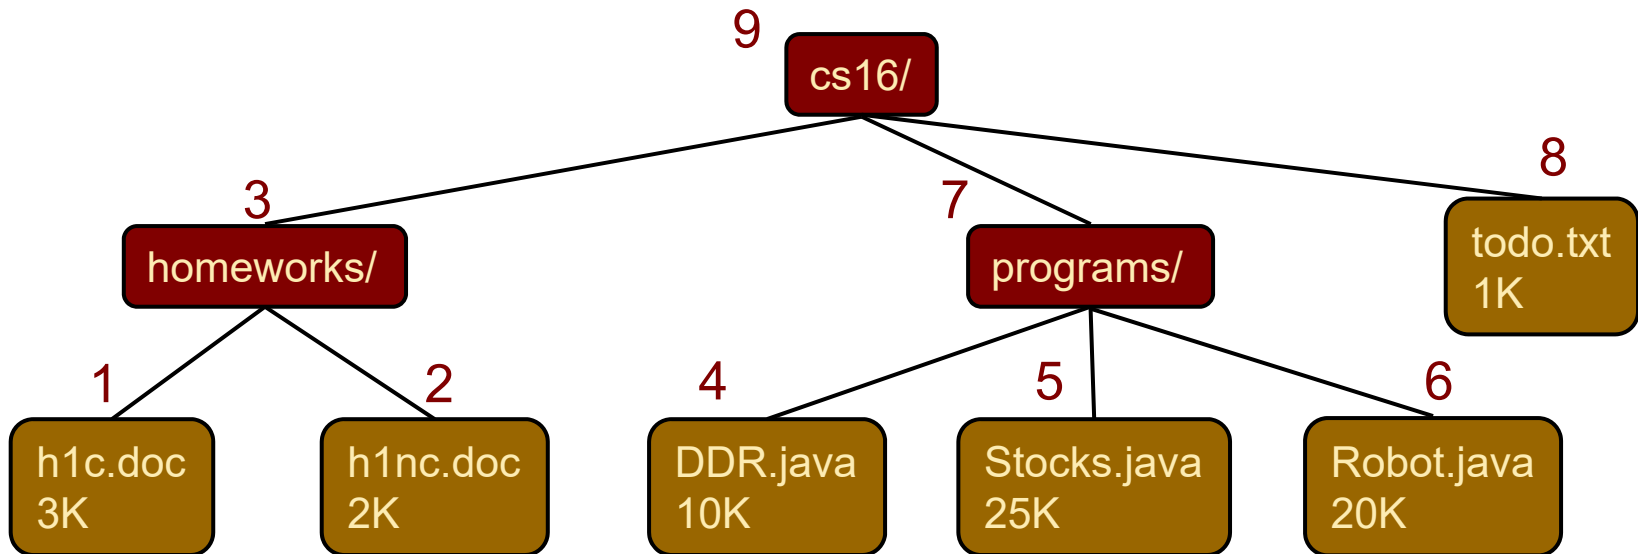 9
cs16/
8
3
7
todo.txt
1K
homeworks/
programs/
1
2
4
5
6
h1c.doc
3K
h1nc.doc
2K
DDR.java
10K
Stocks.java
25K
Robot.java
20K